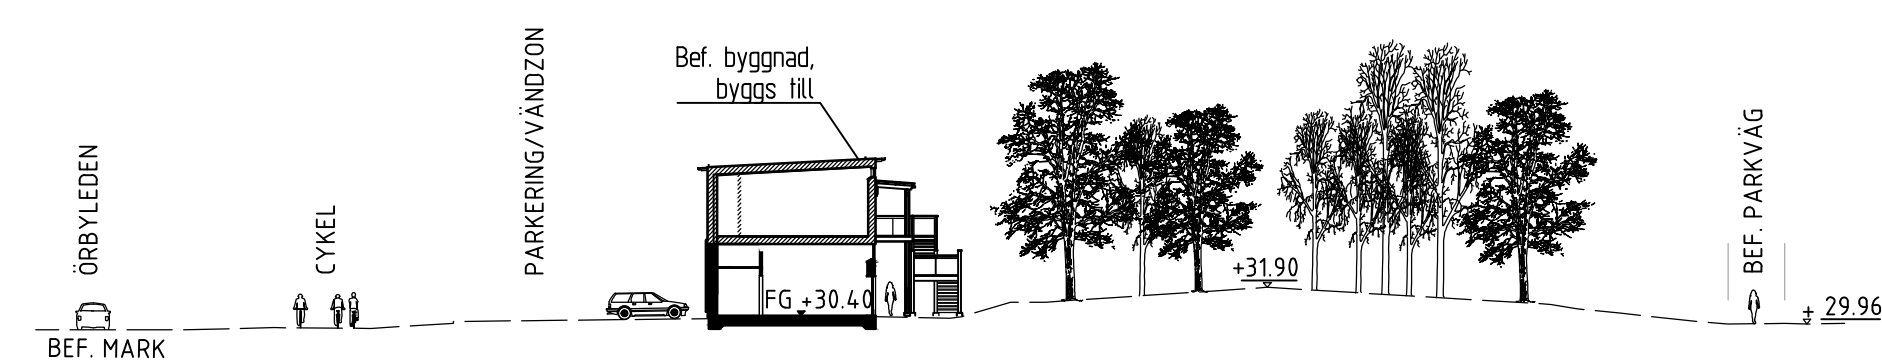 ÖRBYLEDEN
CYKEL
PARKERING/VÄNDZON
Bef. byggnad,
byggs till
FG +30.40
+31.90
BEF. PARKVÄG
+ 29.96
BEF. MARK